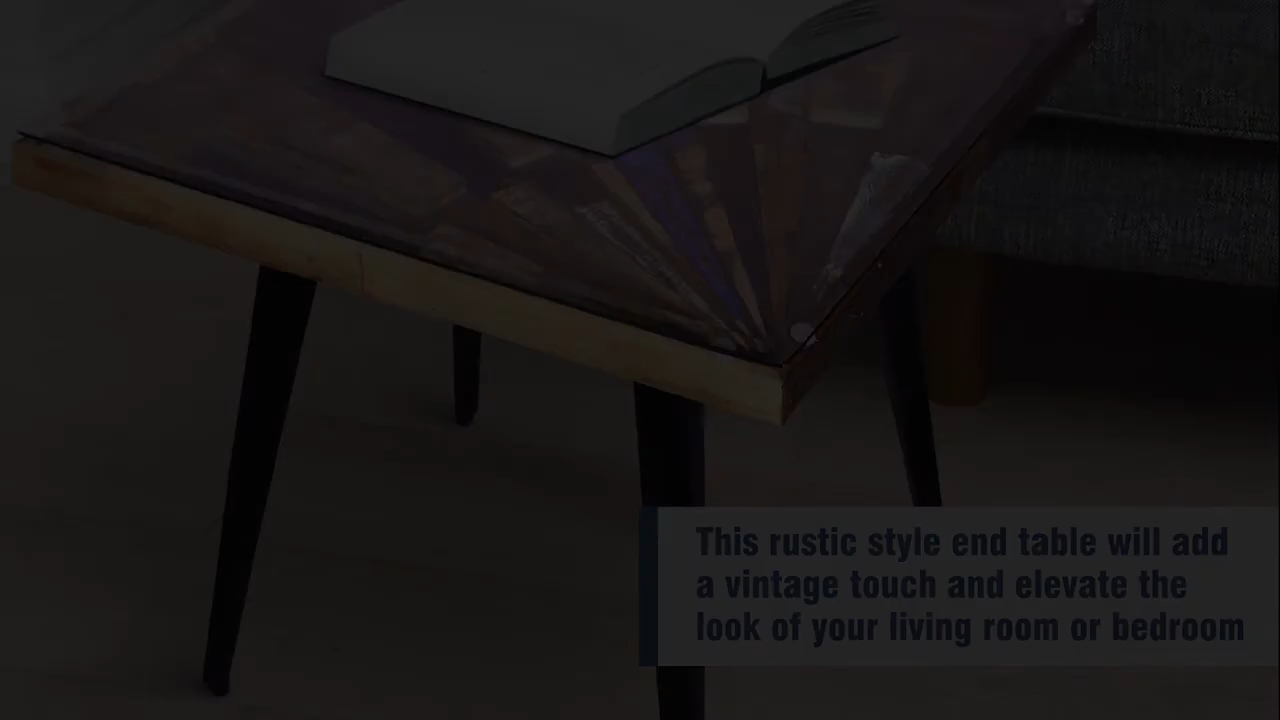 This rustic style end table will add
a vintage touch and elevate the
look of your living room or bedroom